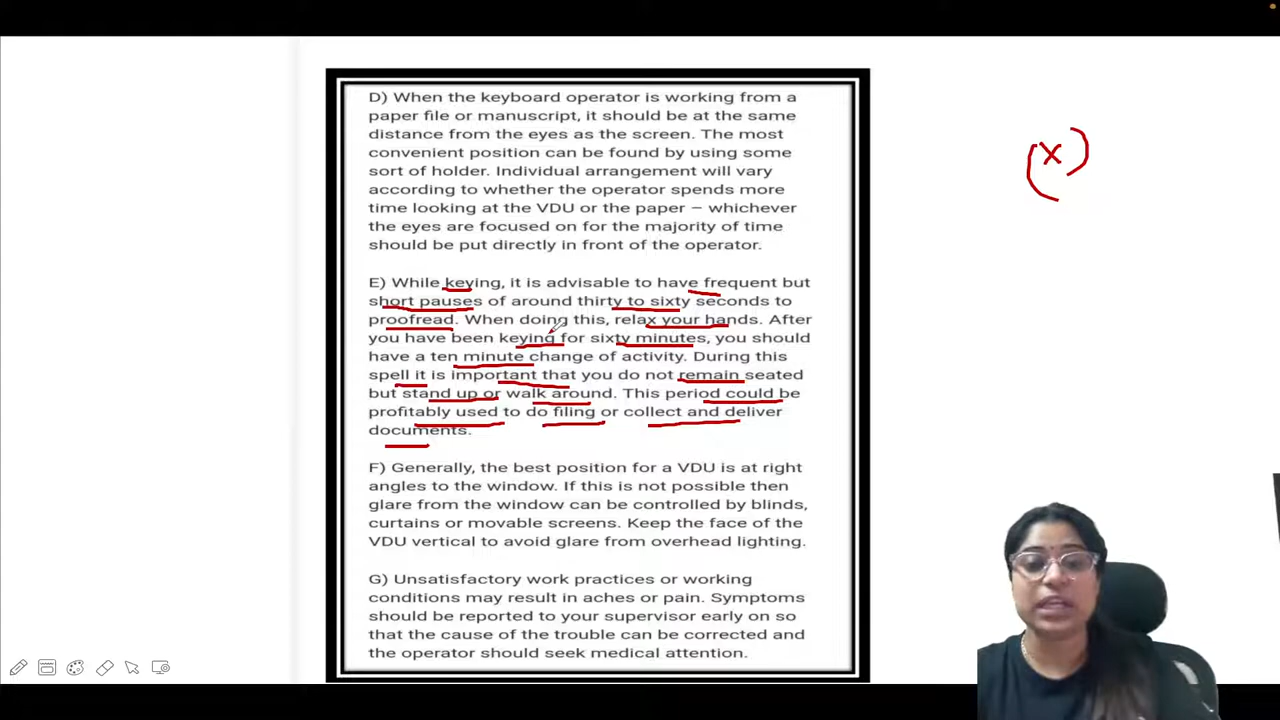 D) When the keyboard operator is working from a
paper file or manuscript, it should be at the same
distance from the eyes as the screen. The most
convenient position can be found by using some
sort of holder. Individual arrangement will vary
according to whether the operator spends more
time looking at the VDU or the paper – whichever
the eyes are focused on for the majority of time
should be put directly in front of the operator.
(x)
E) While keying, it is advisable to have frequent but
short pauses of around thirty to sixty seconds to
proofread. When doing this, relax your hands. After
you have been keying for sixty minutes, you should
have a ten minute change of activity. During this
spell it is important that you do not remain seated
but stand up or walk around. This period could be
profitably used to do filing or collect and deliver
documents.
F) Generally, the best position for a VDU is at right
angles to the window. If this is not possible then
glare from the window can be controlled by blinds,
curtains or movable screens. Keep the face of the
VDU vertical to avoid glare from overhead lighting.
G) Unsatisfactory work practices or working
conditions may result in aches or pain. Symptoms
should be reported to your supervisor early on so
that the cause of the trouble can be corrected and
the operator should seek medical attention.